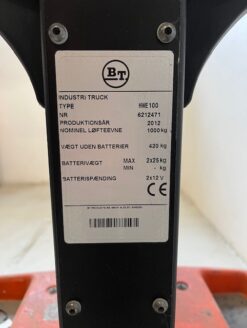 BT
INDUSTRI TRUCK
TYPE HWE100
NR 6212471
PRODUKTIONSÅR 2012
NOMINEL LØFTEEVNE 1000 kg
VÆGT UDEN BATTERIER 420 kg
BATTERIVÆGT MAX 2x25 kg
MIN - kg
BATTERISPÆNDING 2x12 V
CE